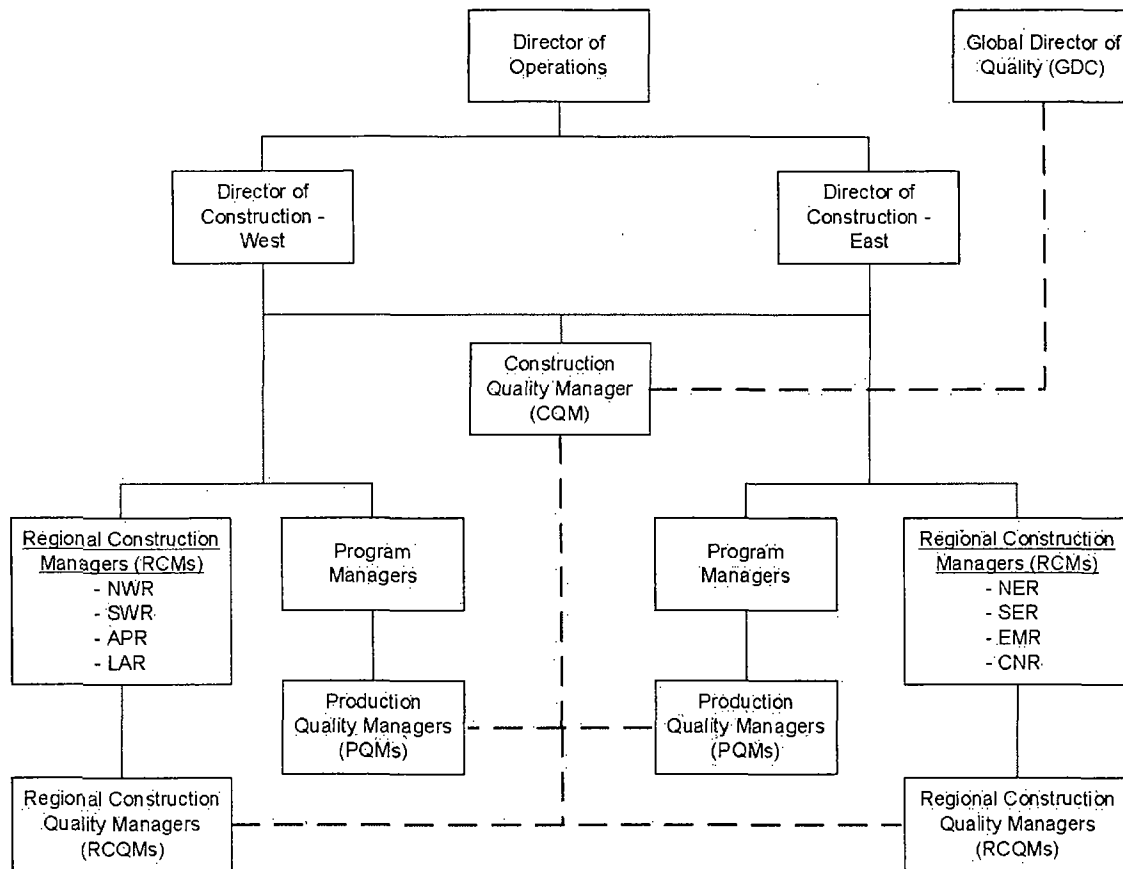 Director of
Operations
Global Director of
Quality (GDC)
Director of
Construction -
West
Director of
Construction -
East
Construction
Quality Manager
(CQM)
Regional Construction
Managers (RCMs)
- NWR
- SWR
- APR
- LAR
Program
Managers
Program
Managers
Regional Construction
Managers (RCMs)
- NER
- SER
- EMR
- CNR
Production
Quality Managers
(PQMs)
Production
Quality Managers
(PQMs)
Regional Construction
Quality Managers
(RCQMs)
Regional Construction
Quality Managers
(RCQMs)